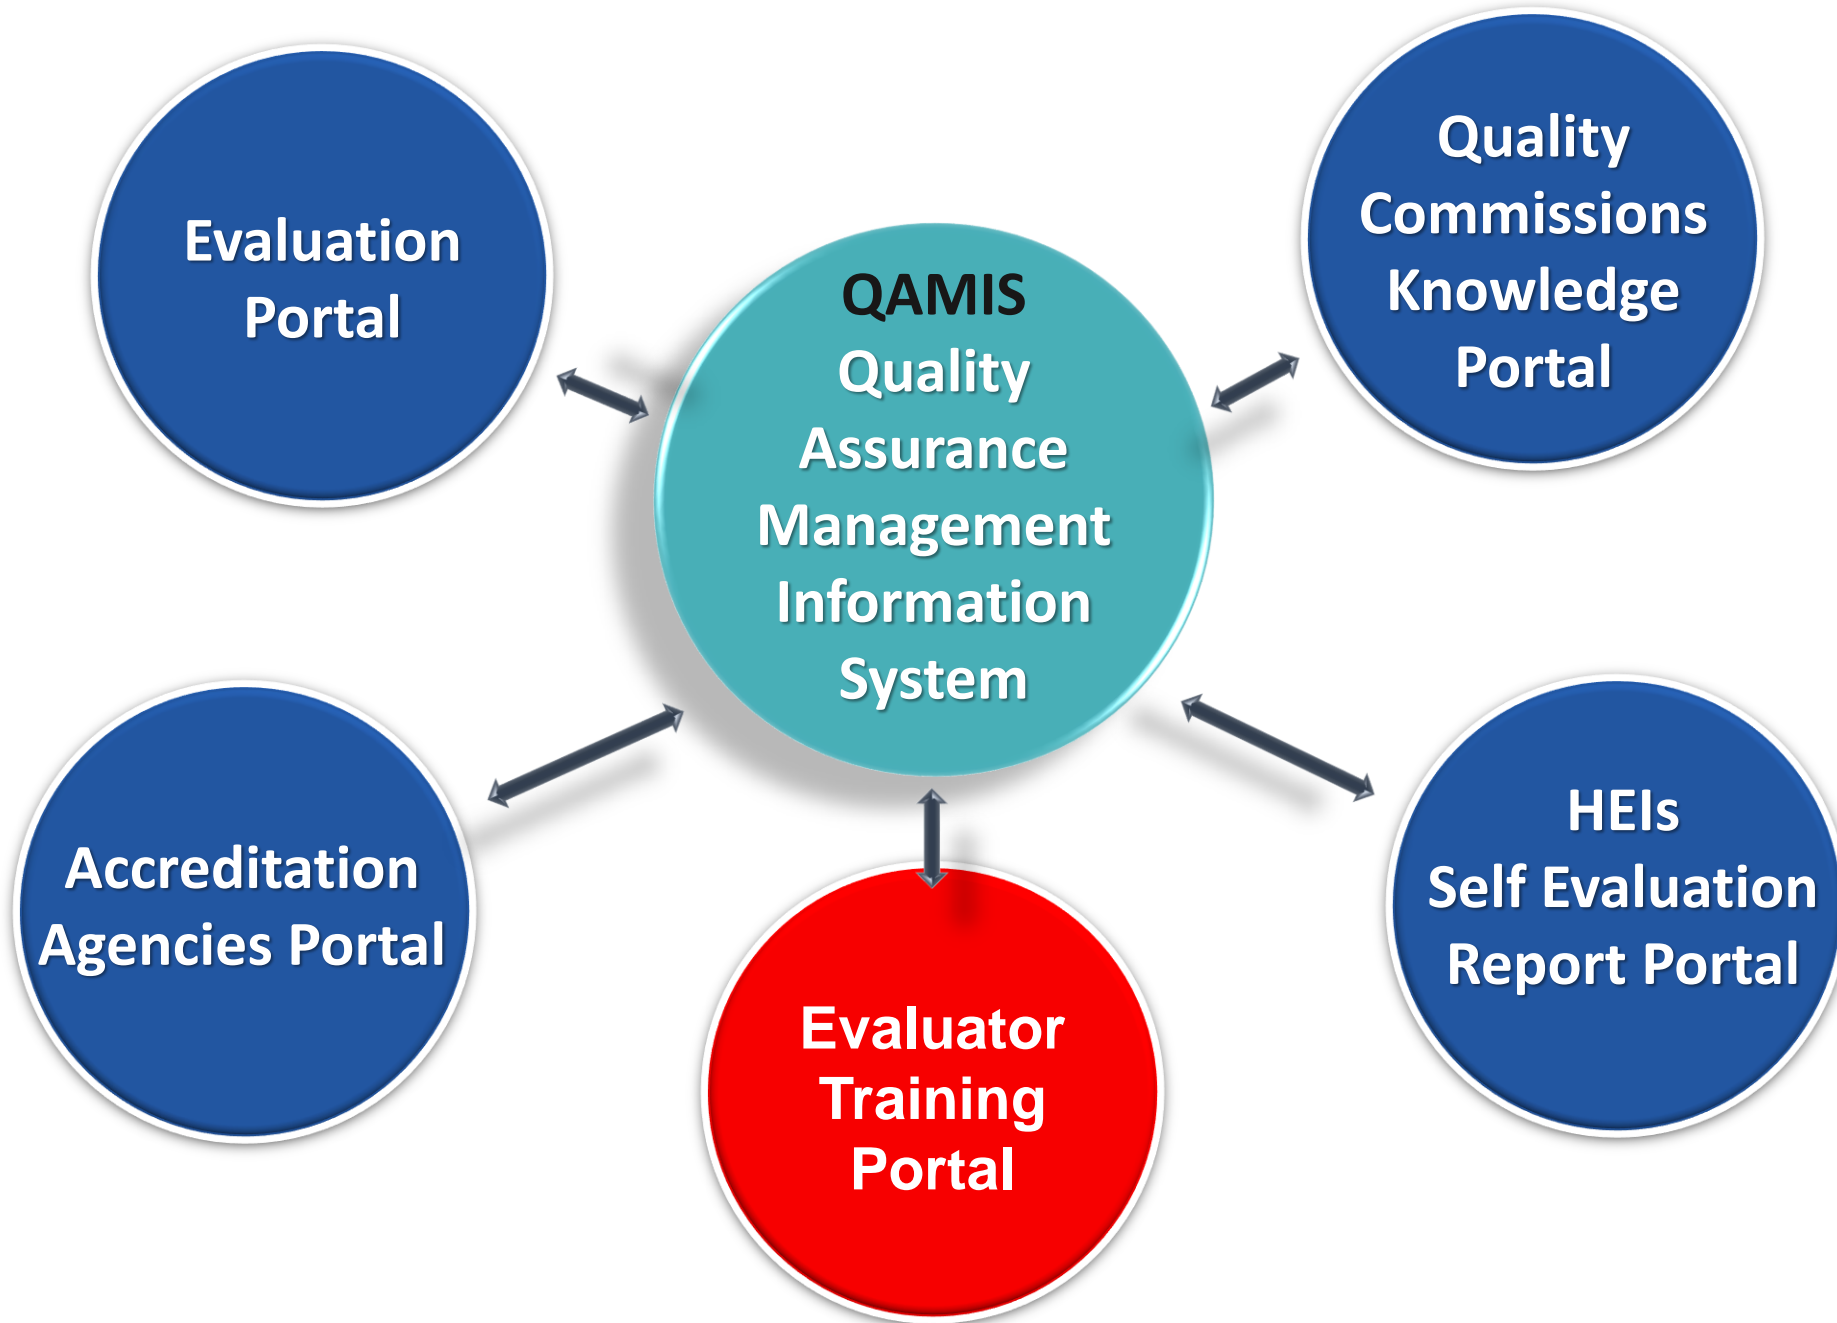 Evaluation
Portal
QAMIS
Quality
Assurance
Management
Information
System
Quality
Commissions
Knowledge
Portal
Accreditation
Agencies Portal
Evaluator
Training
Portal
HEIs
Self Evaluation
Report Portal